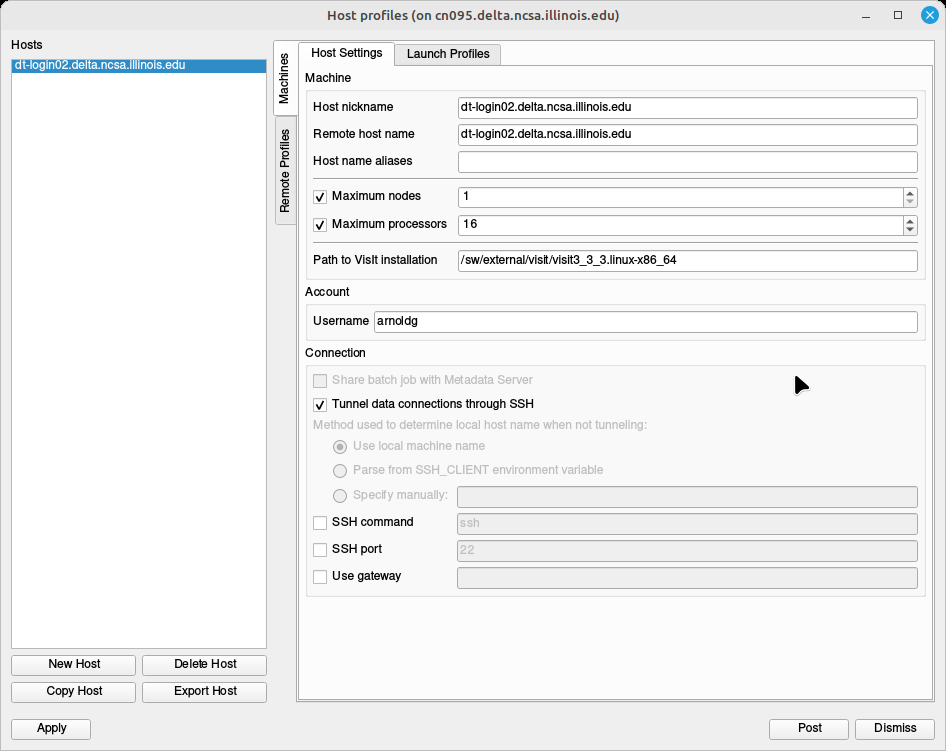 Host profiles (on cn095.delta.ncsa.illinois.edu)
Hosts
dt-login02.delta.ncsa.illinois.edu
Machines
Remote Profiles
Host Settings
Launch Profiles
Machine
Host nickname dt-login02.delta.ncsa.illinois.edu
Remote host name dt-login02.delta.ncsa.illinois.edu
Host name aliases
Maximum nodes 1
Maximum processors 16
Path to VisIt installation /sw/external/visit/visit3_3_3.linux-x86_64
Account
Username arnoldg
Connection
Share batch job with Metadata Server
Tunnel data connections through SSH
Method used to determine local host name when not tunneling:
Use local machine name
Parse from SSH_CLIENT environment variable
Specify manually:
SSH command ssh
SSH port 22
Use gateway
New Host Delete Host
Copy Host Export Host
Apply Post Dismiss